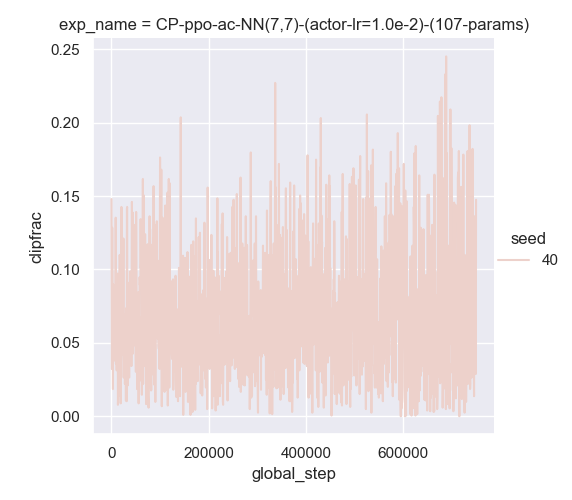 exp_name = CP-ppo-ac-NN(7,7)-(actor-lr=1.0e-2)-(107-params)
0.25
0.20
0.15
0.10
0.05
0.00
clipfrac
0
200000
400000
600000
global_step
seed
40